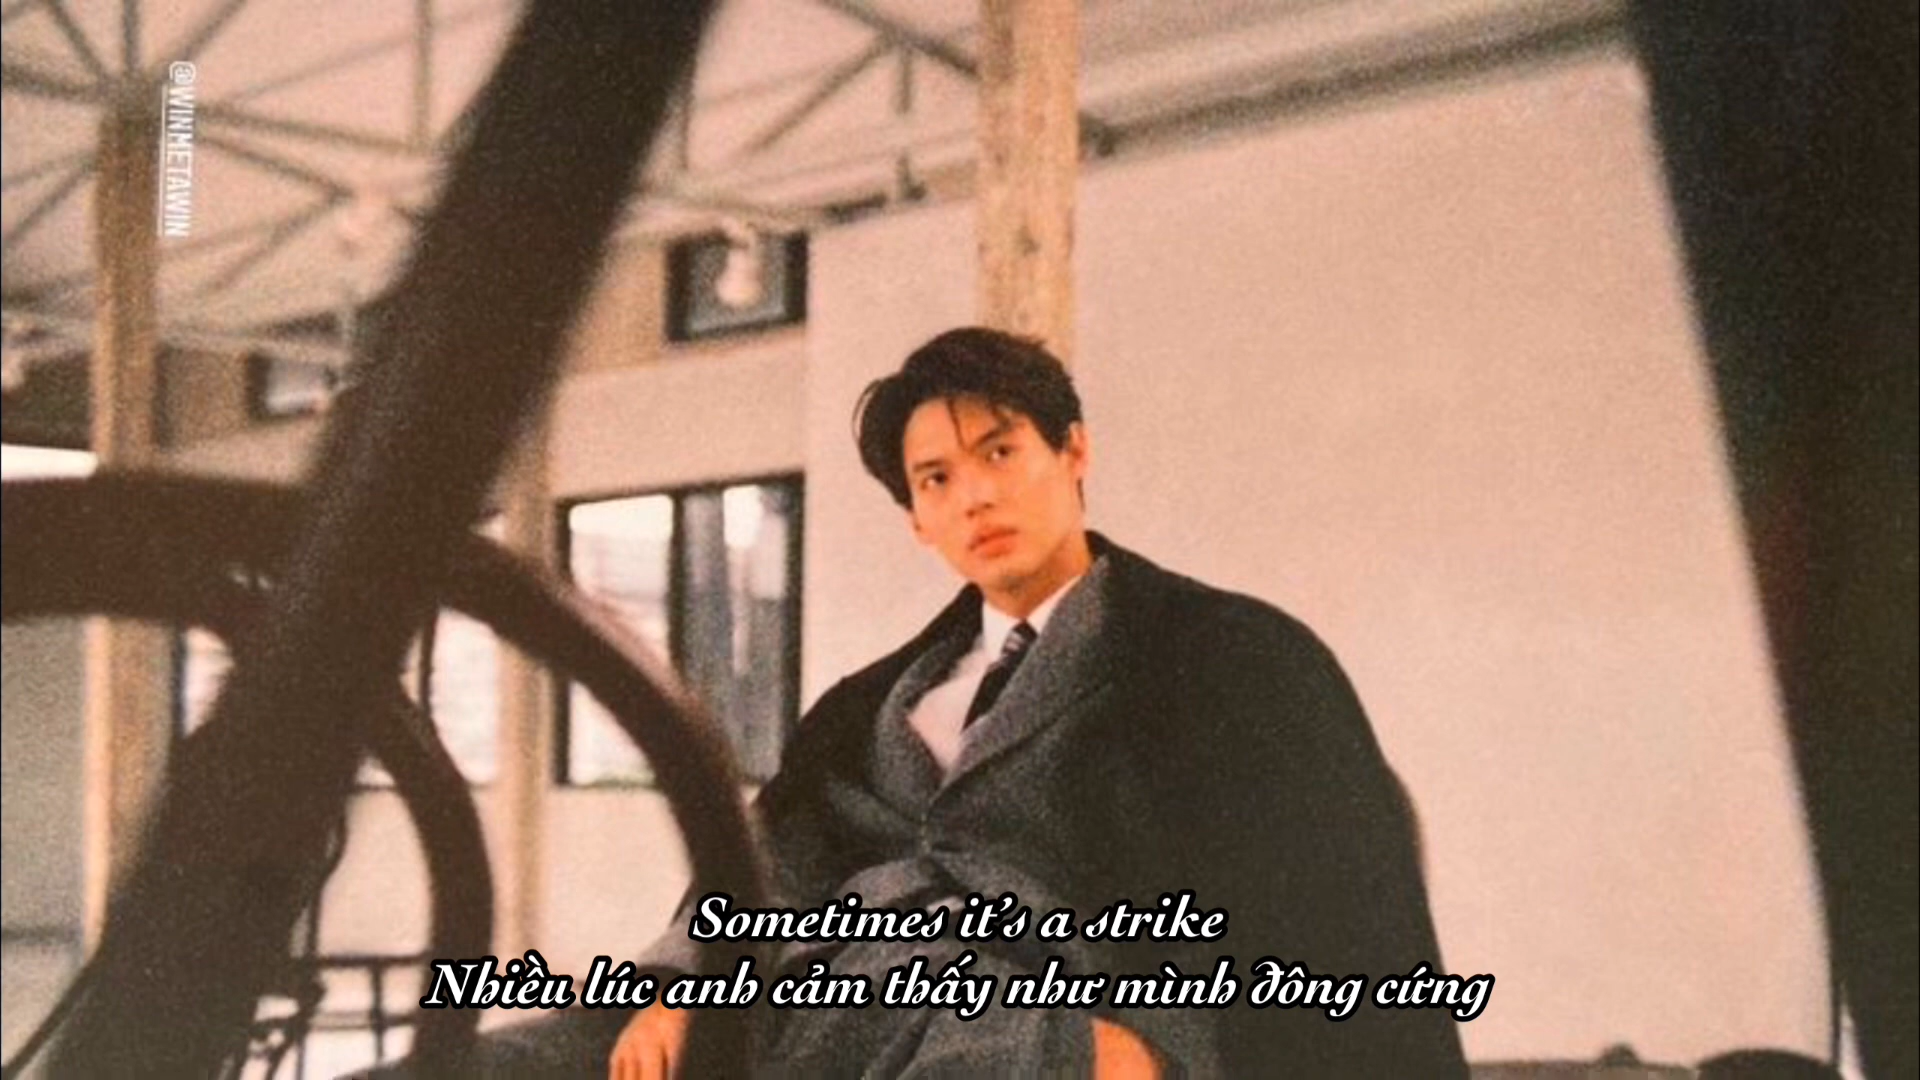 @WINMETAWIN
Sometimes it's a strike
Nhiều lúc anh cảm thấy như mình đông cứng